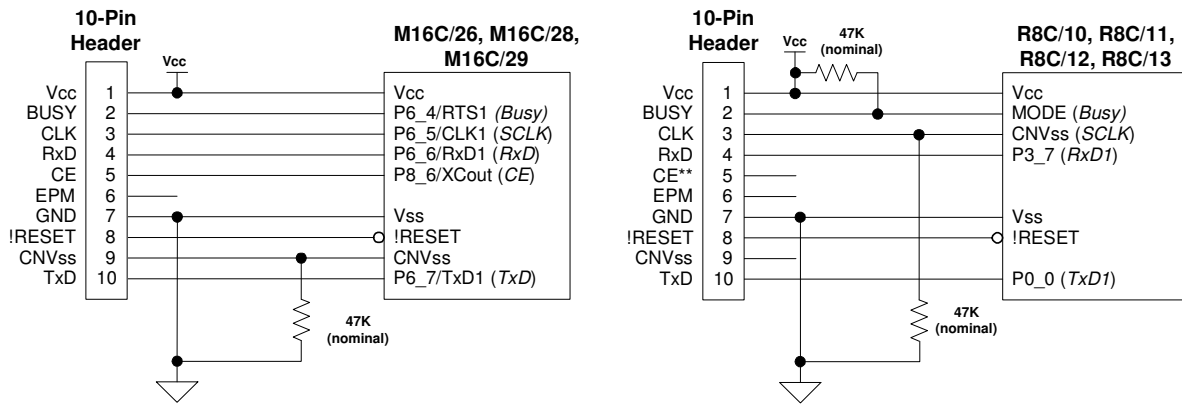 10-Pin
Header
M16C/26, M16C/28,
M16C/29
Vcc
Vcc 1 Vcc
BUSY 2 P6_4/RTS1 (Busy)
CLK 3 P6_5/CLK1 (SCLK)
RxD 4 P6_6/RxD1 (RxD)
CE 5 P8_6/XCout (CE)
EPM 6
GND 7 Vss
!RESET 8 !RESET
CNVss 9 CNVss
TxD 10 P6_7/TxD1 (TxD)
47K
(nominal)
10-Pin
Header
47K
(nominal)
Vcc
R8C/10, R8C/11,
R8C/12, R8C/13
Vcc 1 Vcc
BUSY 2 MODE (Busy)
CLK 3 CNVss (SCLK)
RxD 4 P3_7 (RxD1)
CE** 5
EPM 6
GND 7 Vss
!RESET 8 !RESET
CNVss 9
TxD 10 P0_0 (TxD1)
47K
(nominal)